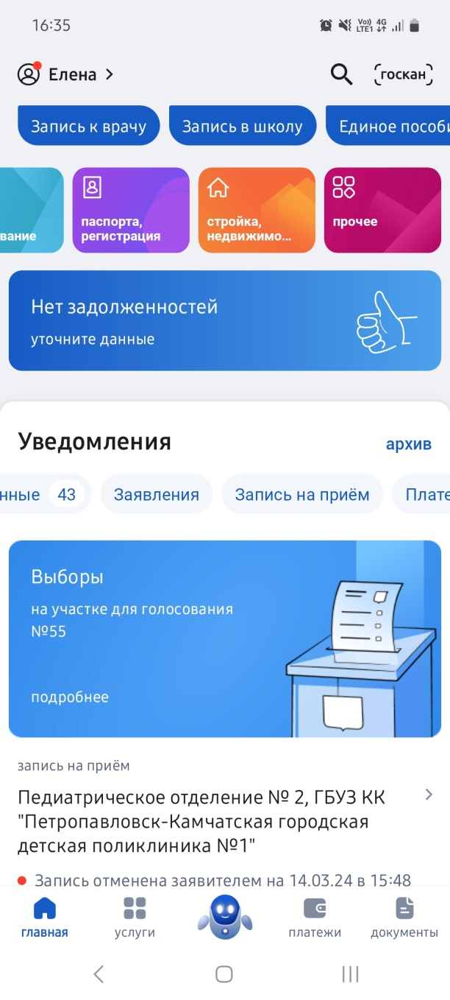 16:35
Vo)) 4G
LTE1
Елена
госкан
Запись к врачу
Запись в школу
Единое пособи
вание
паспорта,
регистрация
стройка,
недвижимо...
прочее
Нет задолженностей
уточните данные
Уведомления
архив
нные 43
Заявления
Запись на приём
Плате
Выборы
на участке для голосования
№55
подробнее
запись на приём
Педиатрическое отделение № 2, ГБУЗ КК
"Петропавловск-Камчатская городская
детская поликлиника №1"
Запись отменена заявителем на 14.03.24 в 15:48
главная
услуги
платежи
документы